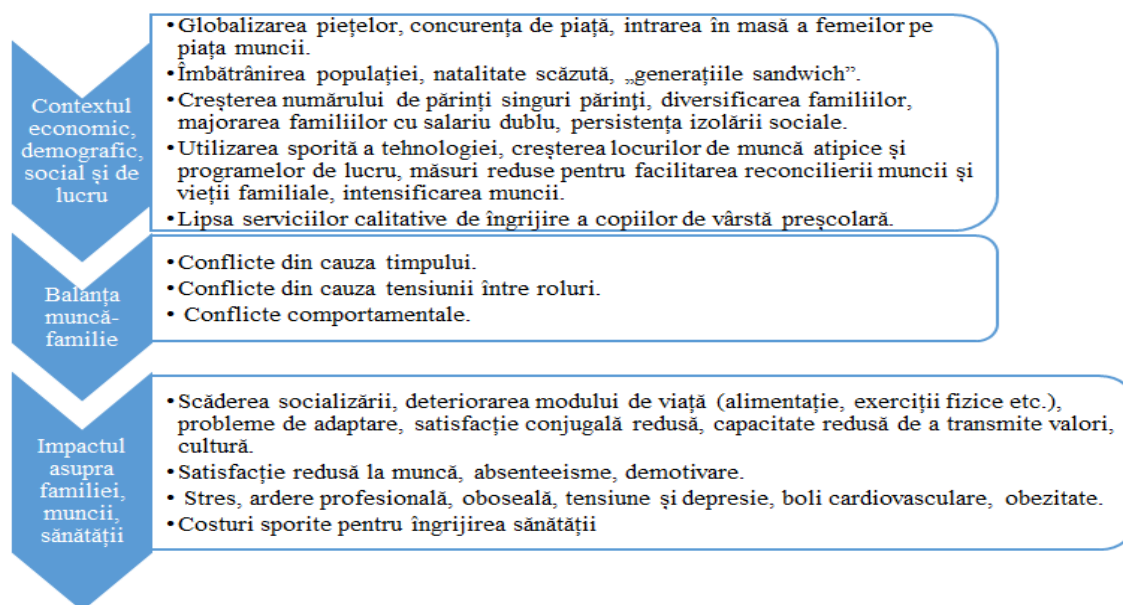 Contextul
economic,
demografic,
social și de
lucru
•Globalizarea piețelor, concurența de piață, intrarea în masă a femeilor pe
piața muncii.
•Îmbătrânirea populației, natalitate scăzută, „generațiile sandwich”.
•Creșterea numărului de părinți singuri părinţi, diversificarea familiilor,
majorarea familiilor cu salariu dublu, persistența izolării sociale.
•Utilizarea sporită a tehnologiei, creșterea locurilor de muncă atipice și
programelor de lucru, măsuri reduse pentru facilitarea reconcilierii muncii și
vieții familiale, intensificarea muncii.
•Lipsa serviciilor calitative de îngrijire a copiilor de vârstă preșcolară.
Balanța
muncă-
familie
•Conflicte din cauza timpului.
•Conflicte din cauza tensiunii între roluri.
• Conflicte comportamentale.
Impactul
asupra
familiei,
muncii,
sănătății
•Scăderea socializării, deteriorarea modului de viață (alimentație, exerciții fizice etc.),
probleme de adaptare, satisfacție conjugală redusă, capacitate redusă de a transmite valori,
cultură.
•Satisfacție redusă la muncă, absenteeisme, demotivare.
• Stres, ardere profesională, oboseală, tensiune și depresie, boli cardiovasculare, obezitate.
•Costuri sporite pentru îngrijirea sănătății